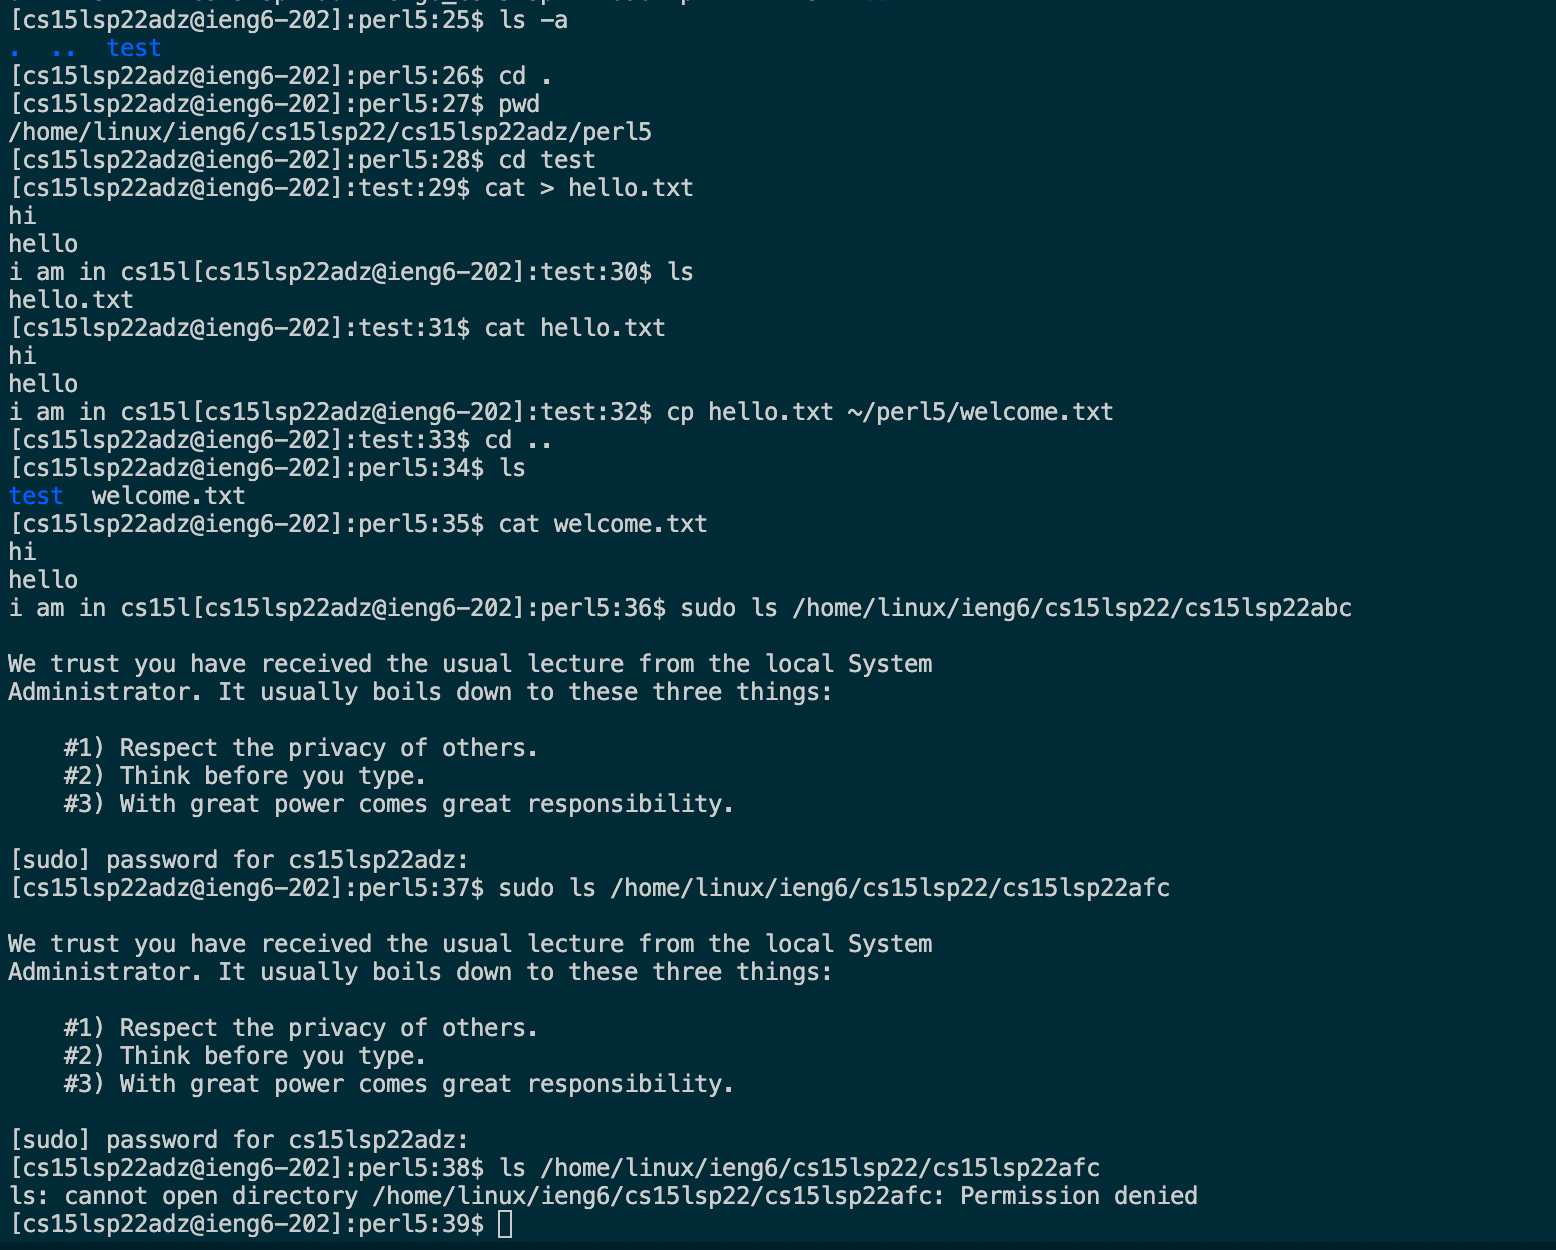 [cs15lsp22adz@ieng6-202]:perl5:25$ ls -a
.  ..  test
[cs15lsp22adz@ieng6-202]:perl5:26$ cd .
[cs15lsp22adz@ieng6-202]:perl5:27$ pwd
/home/linux/ieng6/cs15lsp22/cs15lsp22adz/perl5
[cs15lsp22adz@ieng6-202]:perl5:28$ cd test
[cs15lsp22adz@ieng6-202]:test:29$ cat > hello.txt
hi
hello
i am in cs15l[cs15lsp22adz@ieng6-202]:test:30$ ls
hello.txt
[cs15lsp22adz@ieng6-202]:test:31$ cat hello.txt
hi
hello
i am in cs15l[cs15lsp22adz@ieng6-202]:test:32$ cp hello.txt ~/perl5/welcome.txt
[cs15lsp22adz@ieng6-202]:test:33$ cd ..
[cs15lsp22adz@ieng6-202]:perl5:34$ ls
test  welcome.txt
[cs15lsp22adz@ieng6-202]:perl5:35$ cat welcome.txt
hi
hello
i am in cs15l[cs15lsp22adz@ieng6-202]:perl5:36$ sudo ls /home/linux/ieng6/cs15lsp22/cs15lsp22abc
We trust you have received the usual lecture from the local System
Administrator. It usually boils down to these three things:
#1) Respect the privacy of others.
#2) Think before you type.
#3) With great power comes great responsibility.
[sudo] password for cs15lsp22adz:
[cs15lsp22adz@ieng6-202]:perl5:37$ sudo ls /home/linux/ieng6/cs15lsp22/cs15lsp22afc
We trust you have received the usual lecture from the local System
Administrator. It usually boils down to these three things:
#1) Respect the privacy of others.
#2) Think before you type.
#3) With great power comes great responsibility.
[sudo] password for cs15lsp22adz:
[cs15lsp22adz@ieng6-202]:perl5:38$ ls /home/linux/ieng6/cs15lsp22/cs15lsp22afc
ls: cannot open directory /home/linux/ieng6/cs15lsp22/cs15lsp22afc: Permission denied
[cs15lsp22adz@ieng6-202]:perl5:39$